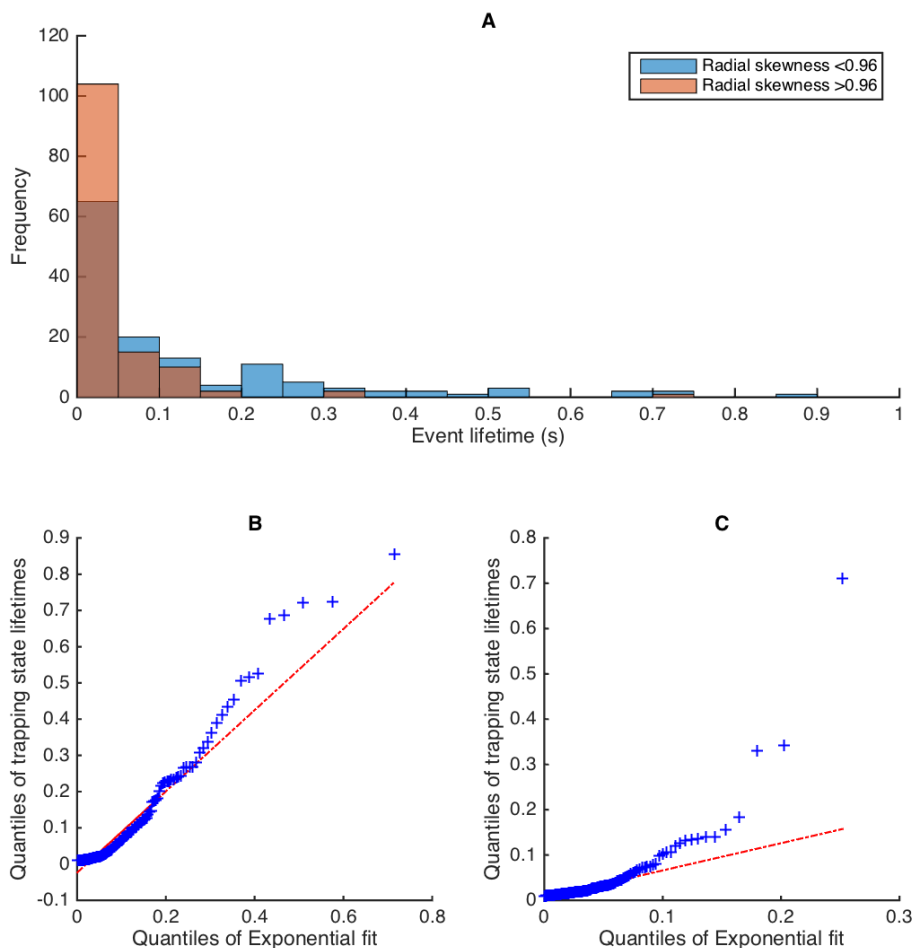 A
120
100
80
60
40
20
0
Frequency
Radial skewness <0.96
Radial skewness >0.96
0 0.1 0.2 0.3 0.4 0.5 0.6 0.7 0.8 0.9 1
Event lifetime (s)
B
0.9
0.8
0.7
0.6
0.5
0.4
0.3
0.2
0.1
0
-0.1
Quantiles of trapping state lifetimes
0 0.2 0.4 0.6 0.8
Quantiles of Exponential fit
C
0.8
0.7
0.6
0.5
0.4
0.3
0.2
0.1
0
Quantiles of trapping state lifetimes
0 0.1 0.2 0.3
Quantiles of Exponential fit